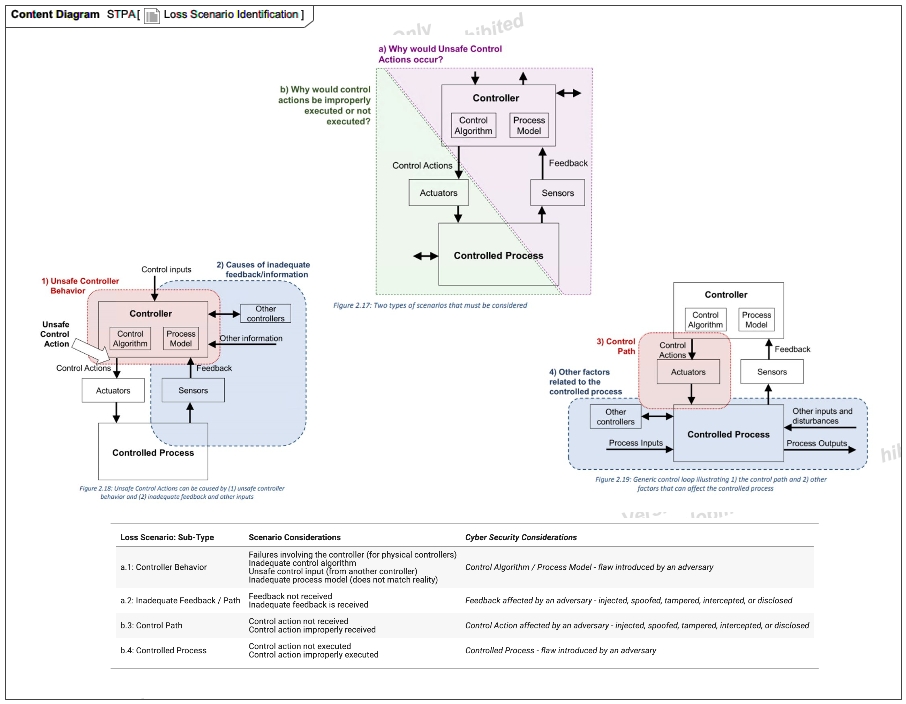 Content Diagram STPA[ Loss Scenario Identification ]
Only
hibited
a) Why would Unsafe Control
Actions occur?
b) Why would control
actions be improperly
executed or not
executed?
Controller
Control
Algorithm
Process
Model
Control Actions
Feedback
Actuators
Sensors
Controlled Process
Figure 2.17: Two types of scenarios that must be considered
Control inputs
2) Causes of inadequate
feedback/information
1) Unsafe Controller
Behavior
Controller
Other
controllers
Unsafe
Control
Action
Control
Algorithm
Process
Model
Other information
Control Actions
Feedback
Actuators
Sensors
Controlled Process
Figure 2.18: Unsafe Control Actions can be caused by (1) unsafe controller
behavior and (2) inadequate feedback and other inputs
Controller
Control
Algorithm
Process
Model
3) Control
Path
Control
Actions
Feedback
Actuators
Sensors
4) Other factors
related to the
controlled process
Other
controllers
Other inputs and
disturbances
Controlled Process
Process Inputs
Process Outputs
Figure 2.19: Generic control loop illustrating 1) the control path and 2) other
factors that can affect the controlled process
Loss Scenario: Sub-Type Scenario Considerations Cyber Security Considerations
Failures involving the controller (for physical controllers)
Inadequate control algorithm
a.1: Controller Behavior Control Algorithm / Process Model - flaw introduced by an adversary
Unsafe control input (from another controller)
Inadequate process model (does not match reality)
a.2: Inadequate Feedback / Path Feedback not received
Inadequate feedback is received
Feedback affected by an adversary - injected, spoofed, tampered, intercepted, or disclosed
b.3: Control Path Control action not received
Control action improperly received
Control Action affected by an adversary - injected, spoofed, tampered, intercepted, or disclosed
b.4: Controlled Process Control action not executed
Control action improperly executed
Controlled Process - flaw introduced by an adversary